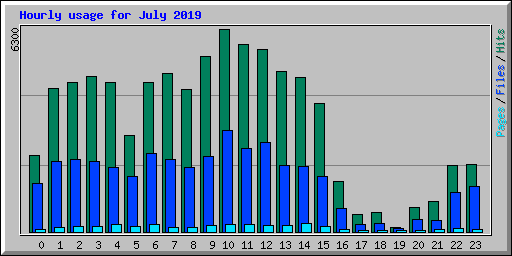 Hourly usage for July 2019
6300
Pages/Files/Hits
0 1 2 3 4 5 6 7 8 9 10 11 12 13 14 15 16 17 18 19 20 21 22 23